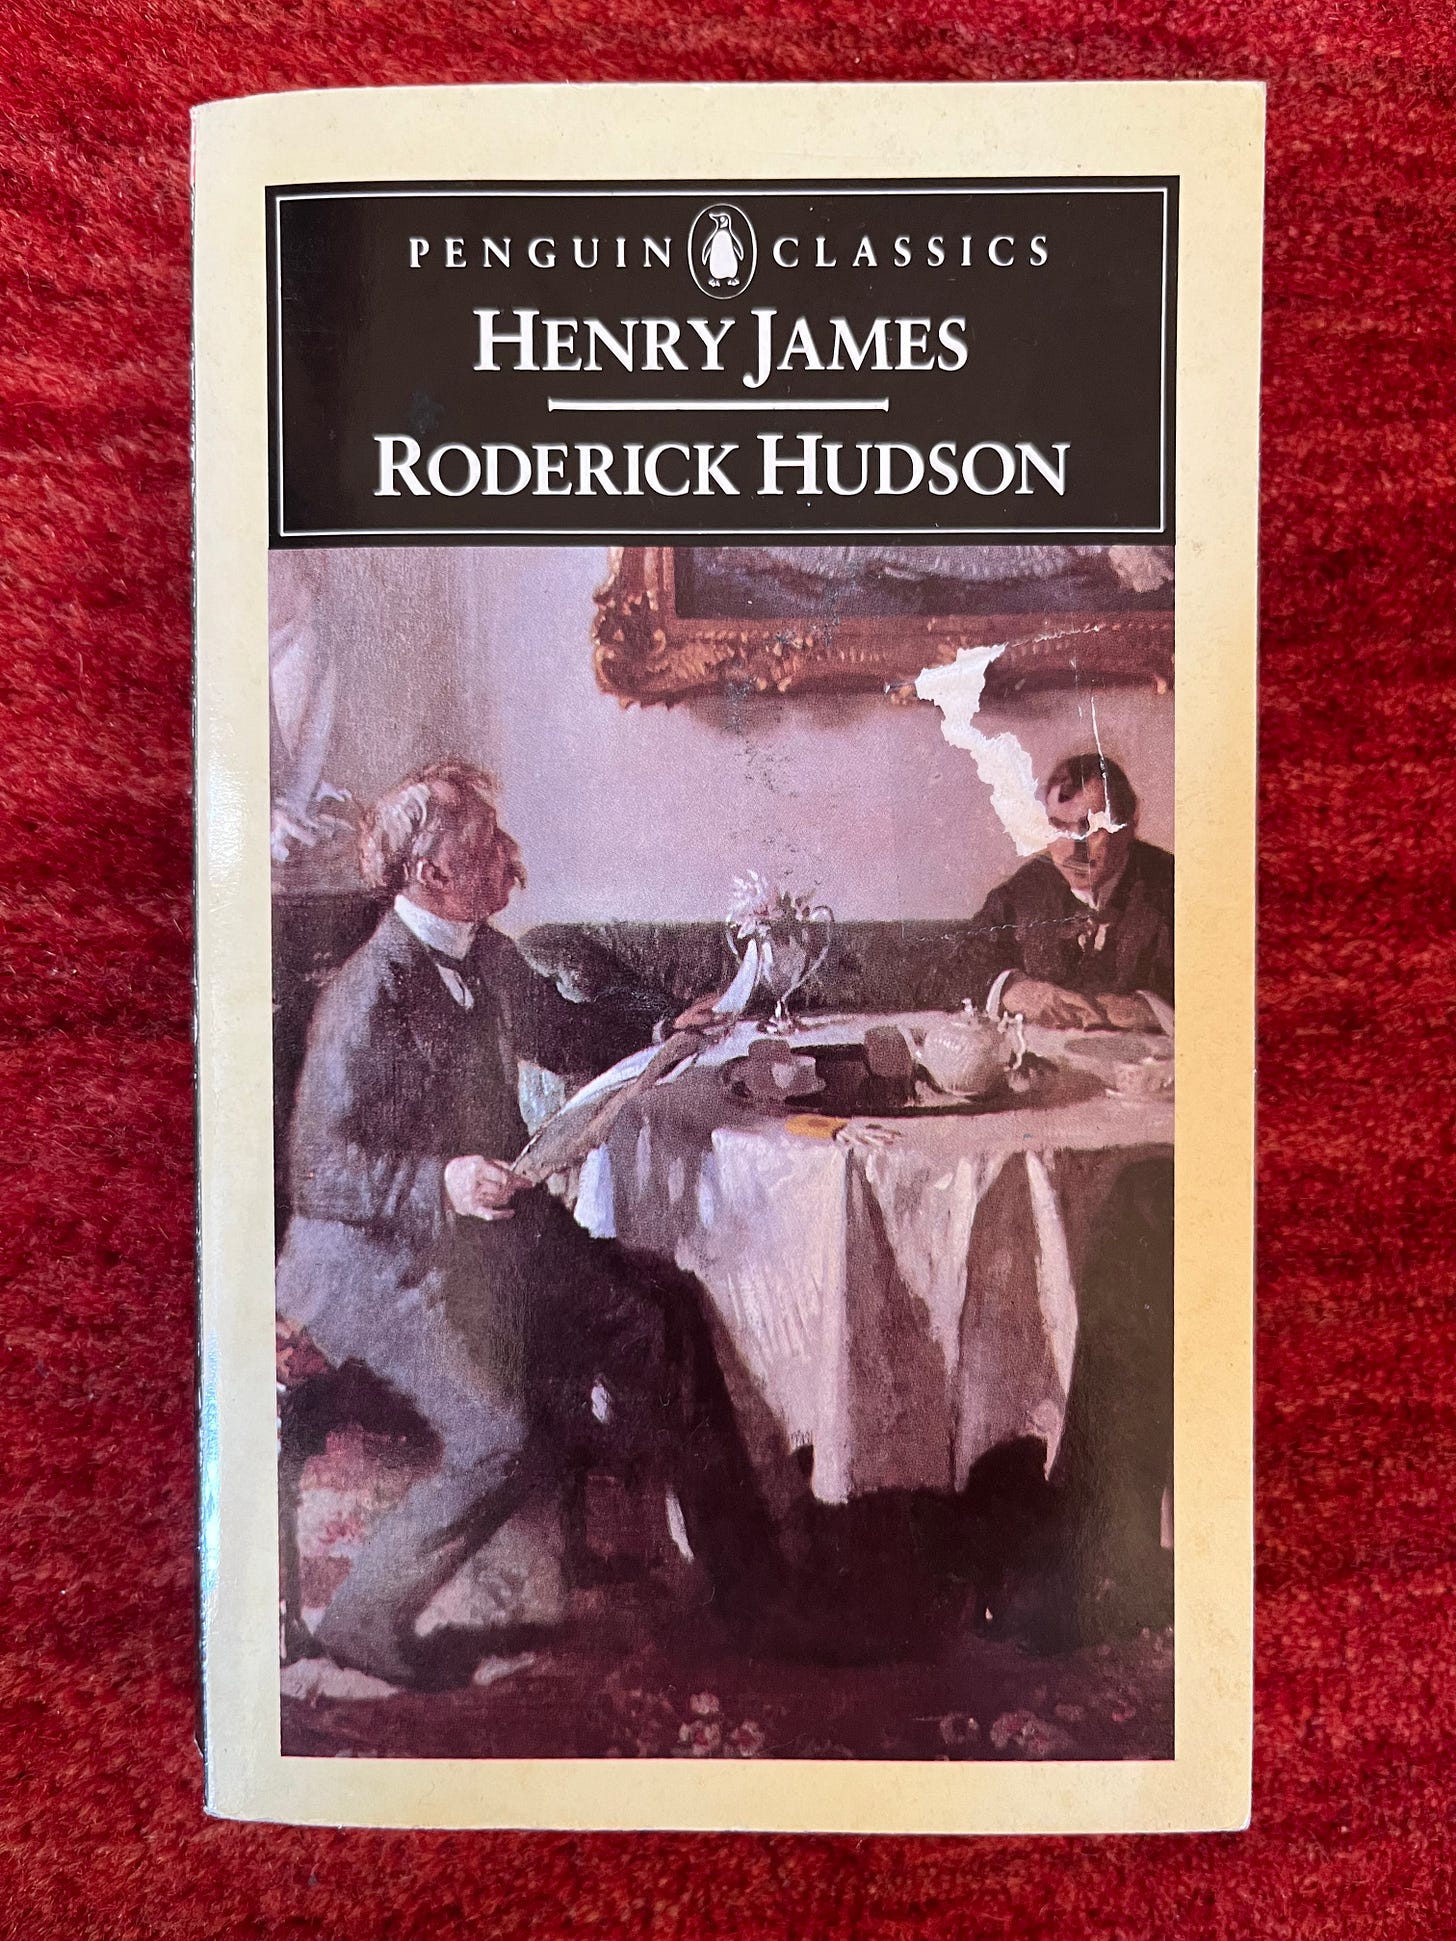 PENGUIN CLASSICS
HENRY JAMES
RODERICK HUDSON